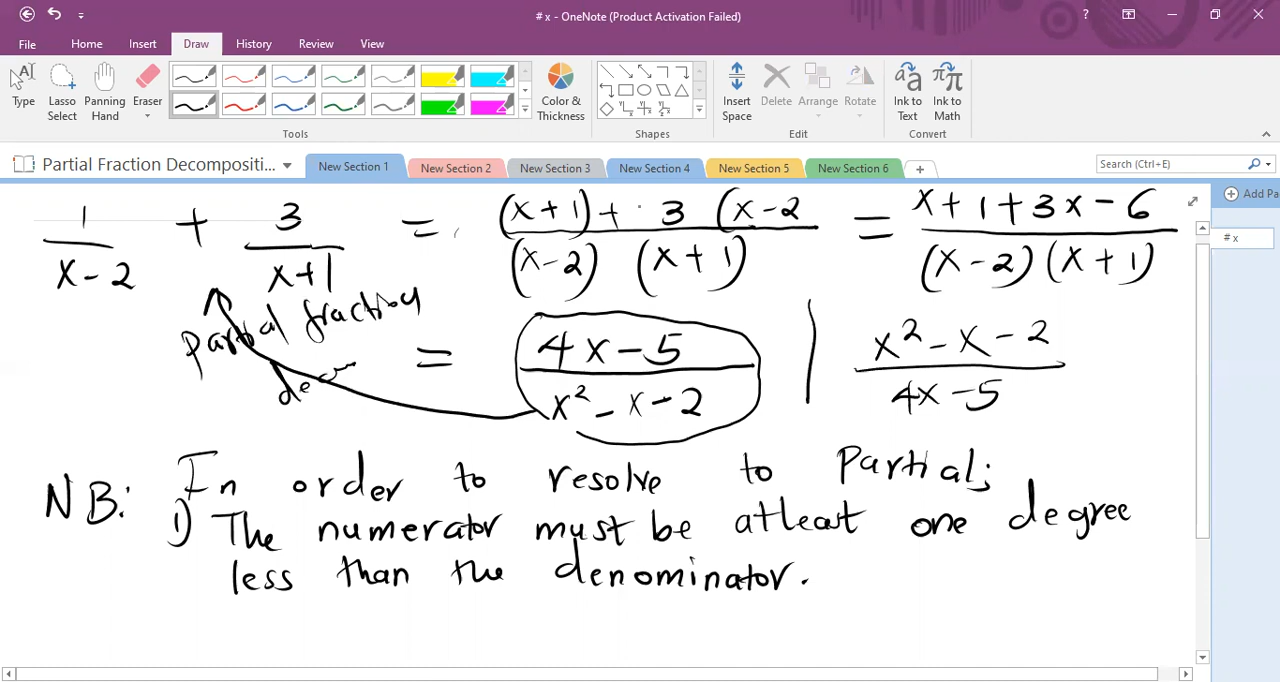 # x - OneNote (Product Activation Failed)
?
File Home Insert Draw History Review View
Type
Lasso Select
Panning Hand
Eraser
Color & Thickness
Insert Space
Delete
Arrange
Rotate
Ink to Text
Ink to Math
Tools
Shapes
Edit
Convert
Partial Fraction Decompositi...
New Section 1 New Section 2 New Section 3 New Section 4 New Section 5 New Section 6
Search (Ctrl+E)
Add Pa
# x
1/(x-2) + 3/(x+1) = ((x+1) + 3(x-2)/((x-2)(x+1)) = (x+1+3x-6)/((x-2)(x+1))
Partial fraction
= (4x-5)/(x²-x-2) | (x²-x-2)/(4x-5)
NB: In order to resolve to Partial;
1) The numerator must be atleast one degree
less than the denominator.